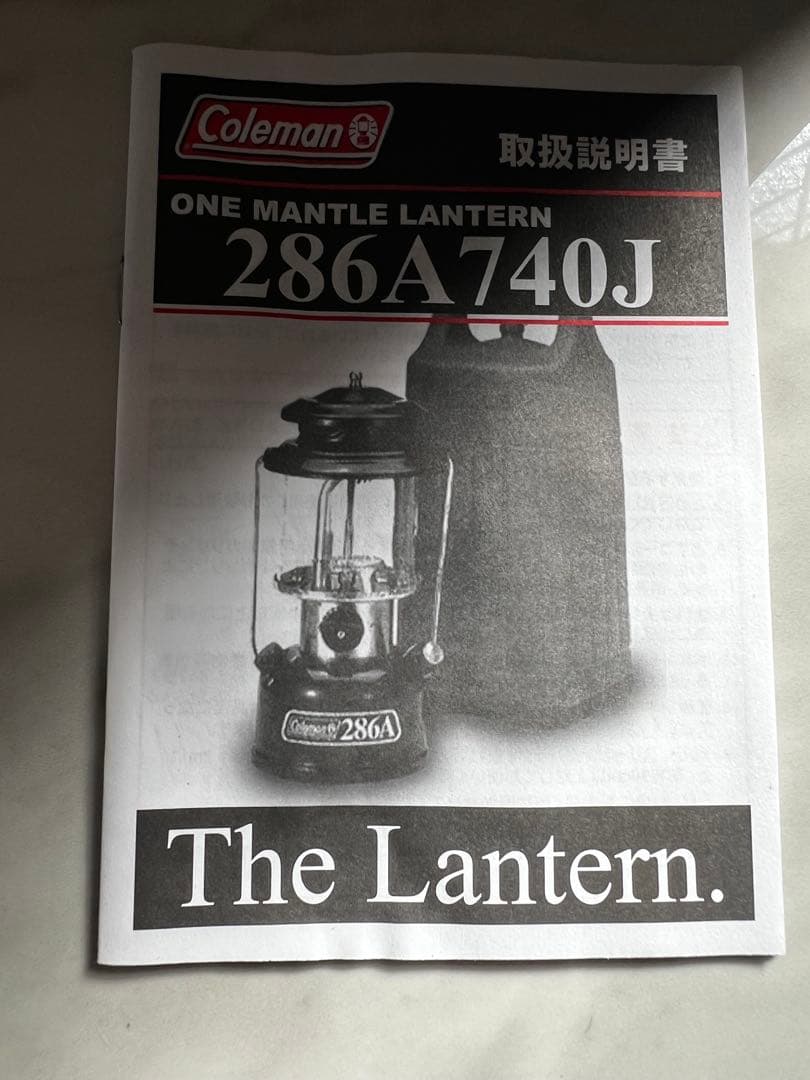 Coleman
取扱説明書
ONE MANTLE LANTERN
286A740J
Coleman 286A
The Lantern.